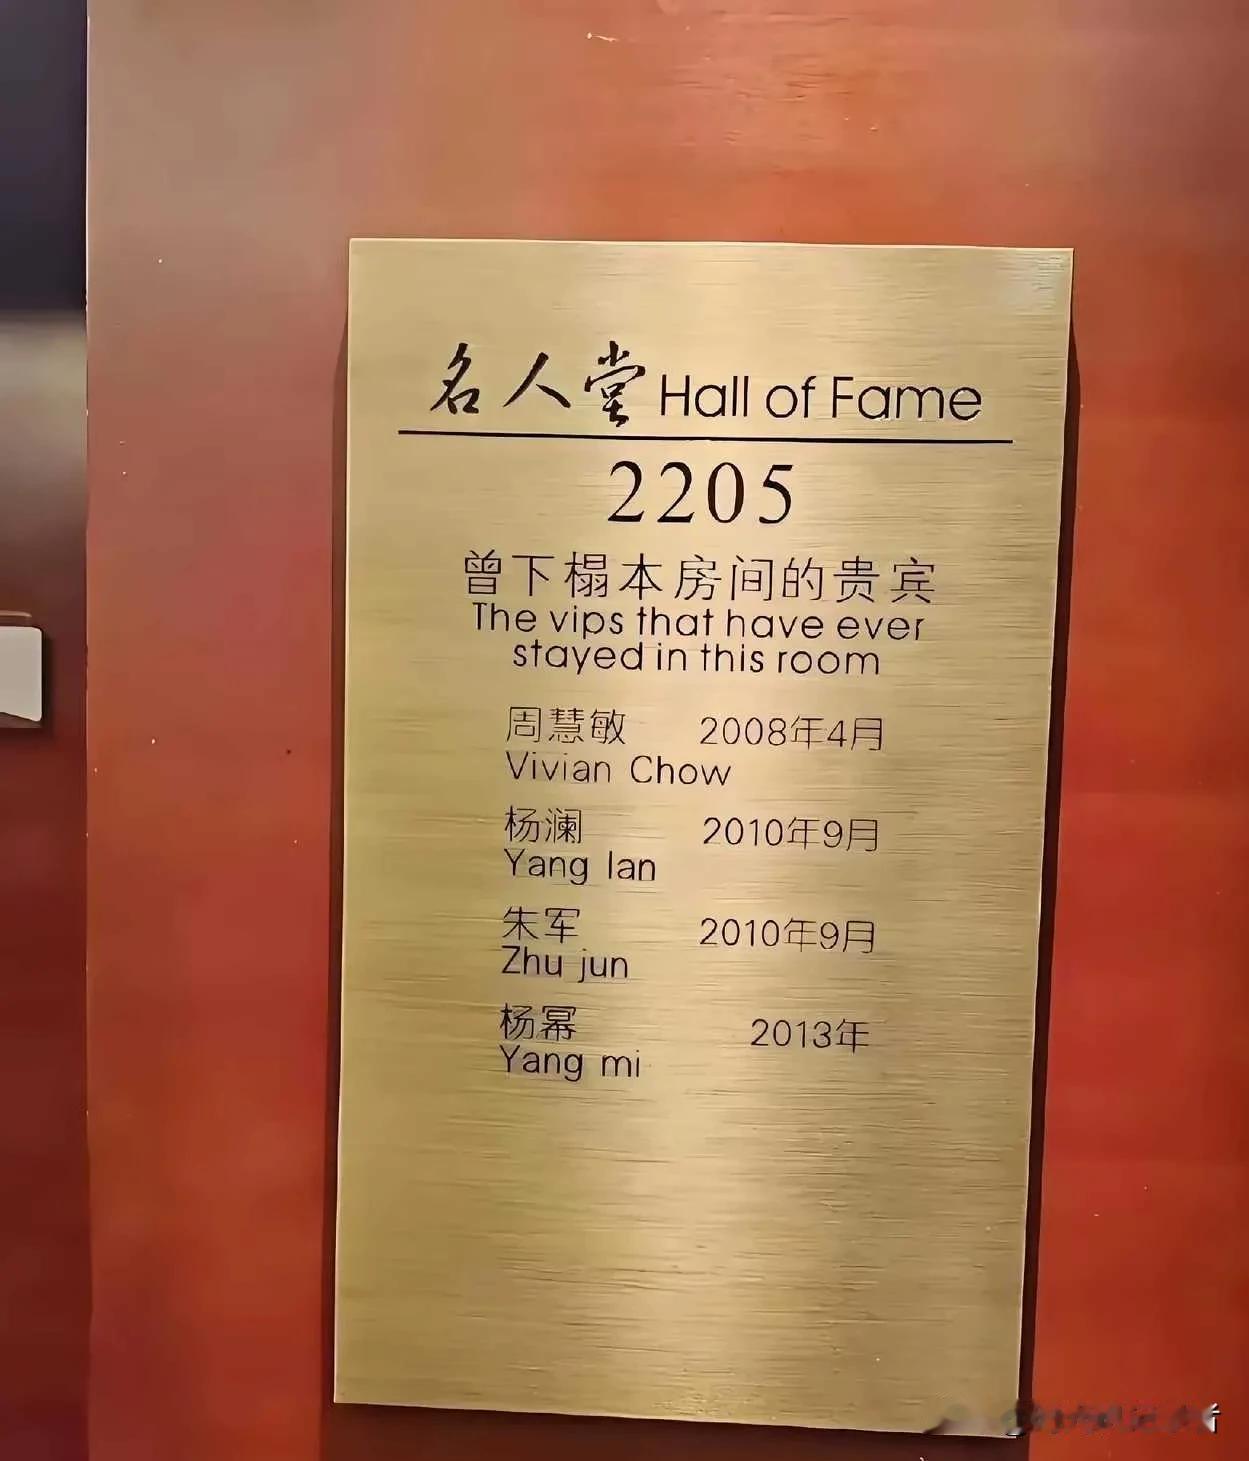 名人堂 Hall of Fame
2205
曾下榻本房间的贵宾
The vips that have ever
stayed in this room
周慧敏 2008年4月
Vivian Chow
杨澜 2010年9月
Yang lan
朱军 2010年9月
Zhu jun
杨幂 2013年
Yang mi